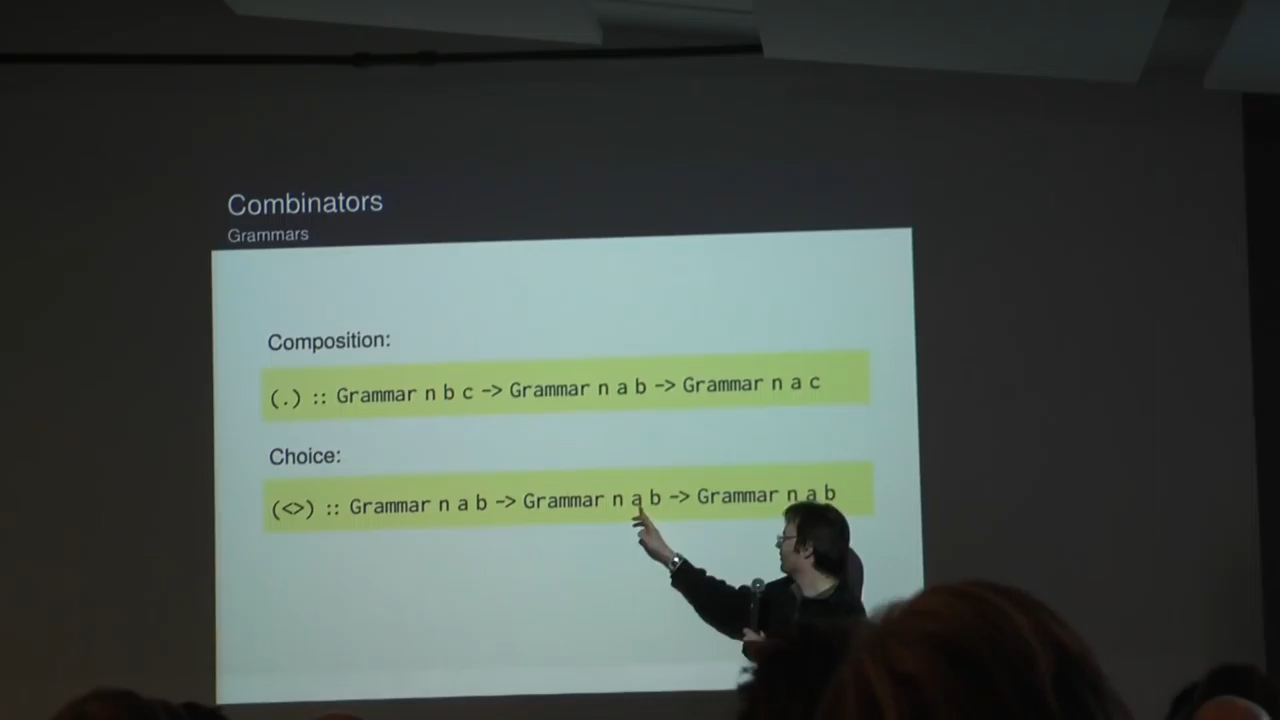 Combinators
Grammars
Composition:
(.) :: Grammar n b c -> Grammar n a b -> Grammar n a c
Choice:
(<>) :: Grammar n a b -> Grammar n a b -> Grammar n a b